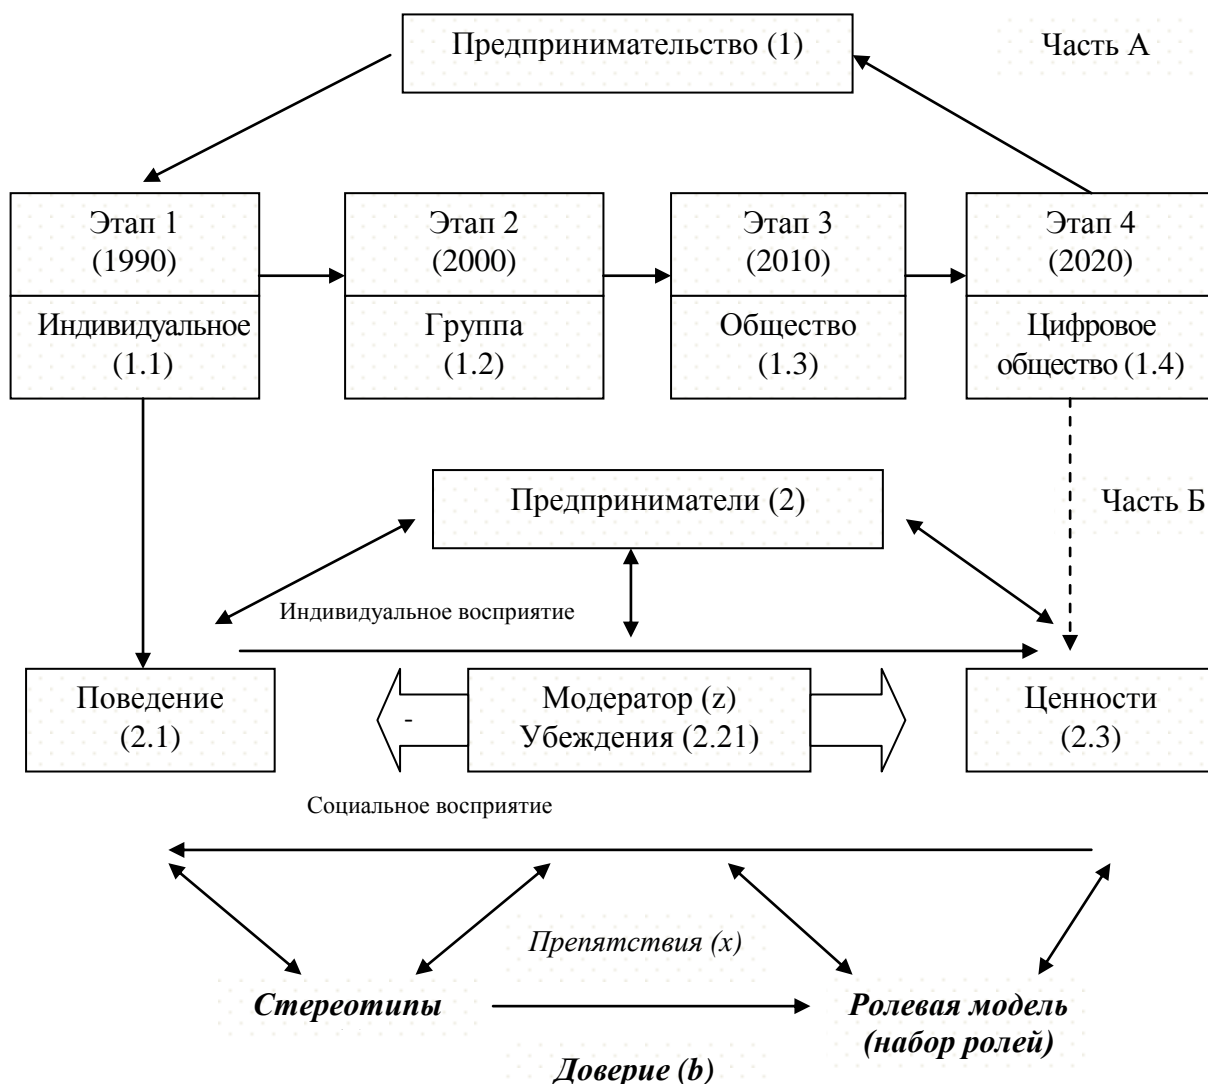 Предпринимательство (1)
Часть А
Этап 1
(1990)
Этап 2
(2000)
Этап 3
(2010)
Этап 4
(2020)
Индивидуальное
(1.1)
Группа
(1.2)
Общество
(1.3)
Цифровое
общество (1.4)
Предприниматели (2)
Часть Б
Индивидуальное восприятие
Поведение
(2.1)
-
Модератор (z)
Убеждения (2.21)
Ценности
(2.3)
Социальное восприятие
Препятствия (x)
Стереотипы
Ролевая модель
(набор ролей)
Доверие (b)